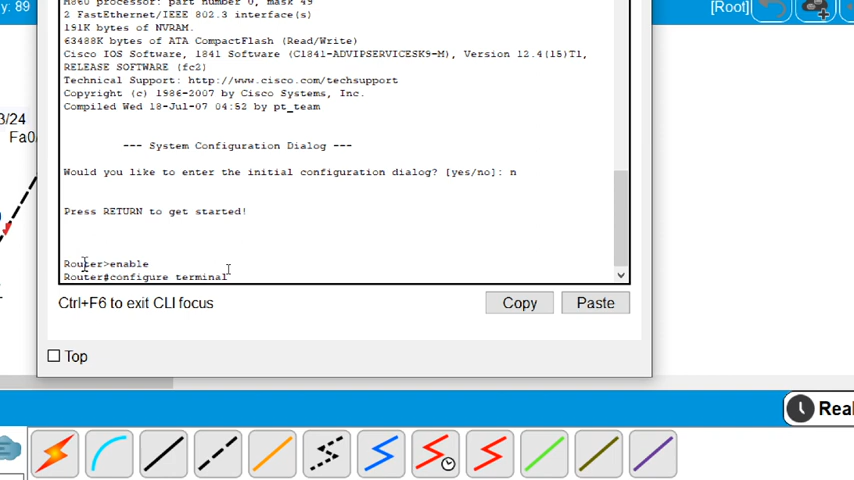 y: 89
[Root]
M860 processor: part number 0, mask 49
2 FastEthernet/IEEE 802.3 interface(s)
191K bytes of NVRAM.
63488K bytes of ATA CompactFlash (Read/Write)
Cisco IOS Software, 1841 Software (C1841-ADVIPSERVICESK9-M), Version 12.4(15)T1,
RELEASE SOFTWARE (fc2)
Technical Support: http://www.cisco.com/techsupport
Copyright (c) 1986-2007 by Cisco Systems, Inc.
Compiled Wed 18-Jul-07 04:52 by pt_team
3/24
Fa0/
--- System Configuration Dialog ---
Would you like to enter the initial configuration dialog? [yes/no]: n
Press RETURN to get started!
Router>enable
Router#configure terminal
Ctrl+F6 to exit CLI focus
Copy
Paste
Top
Real